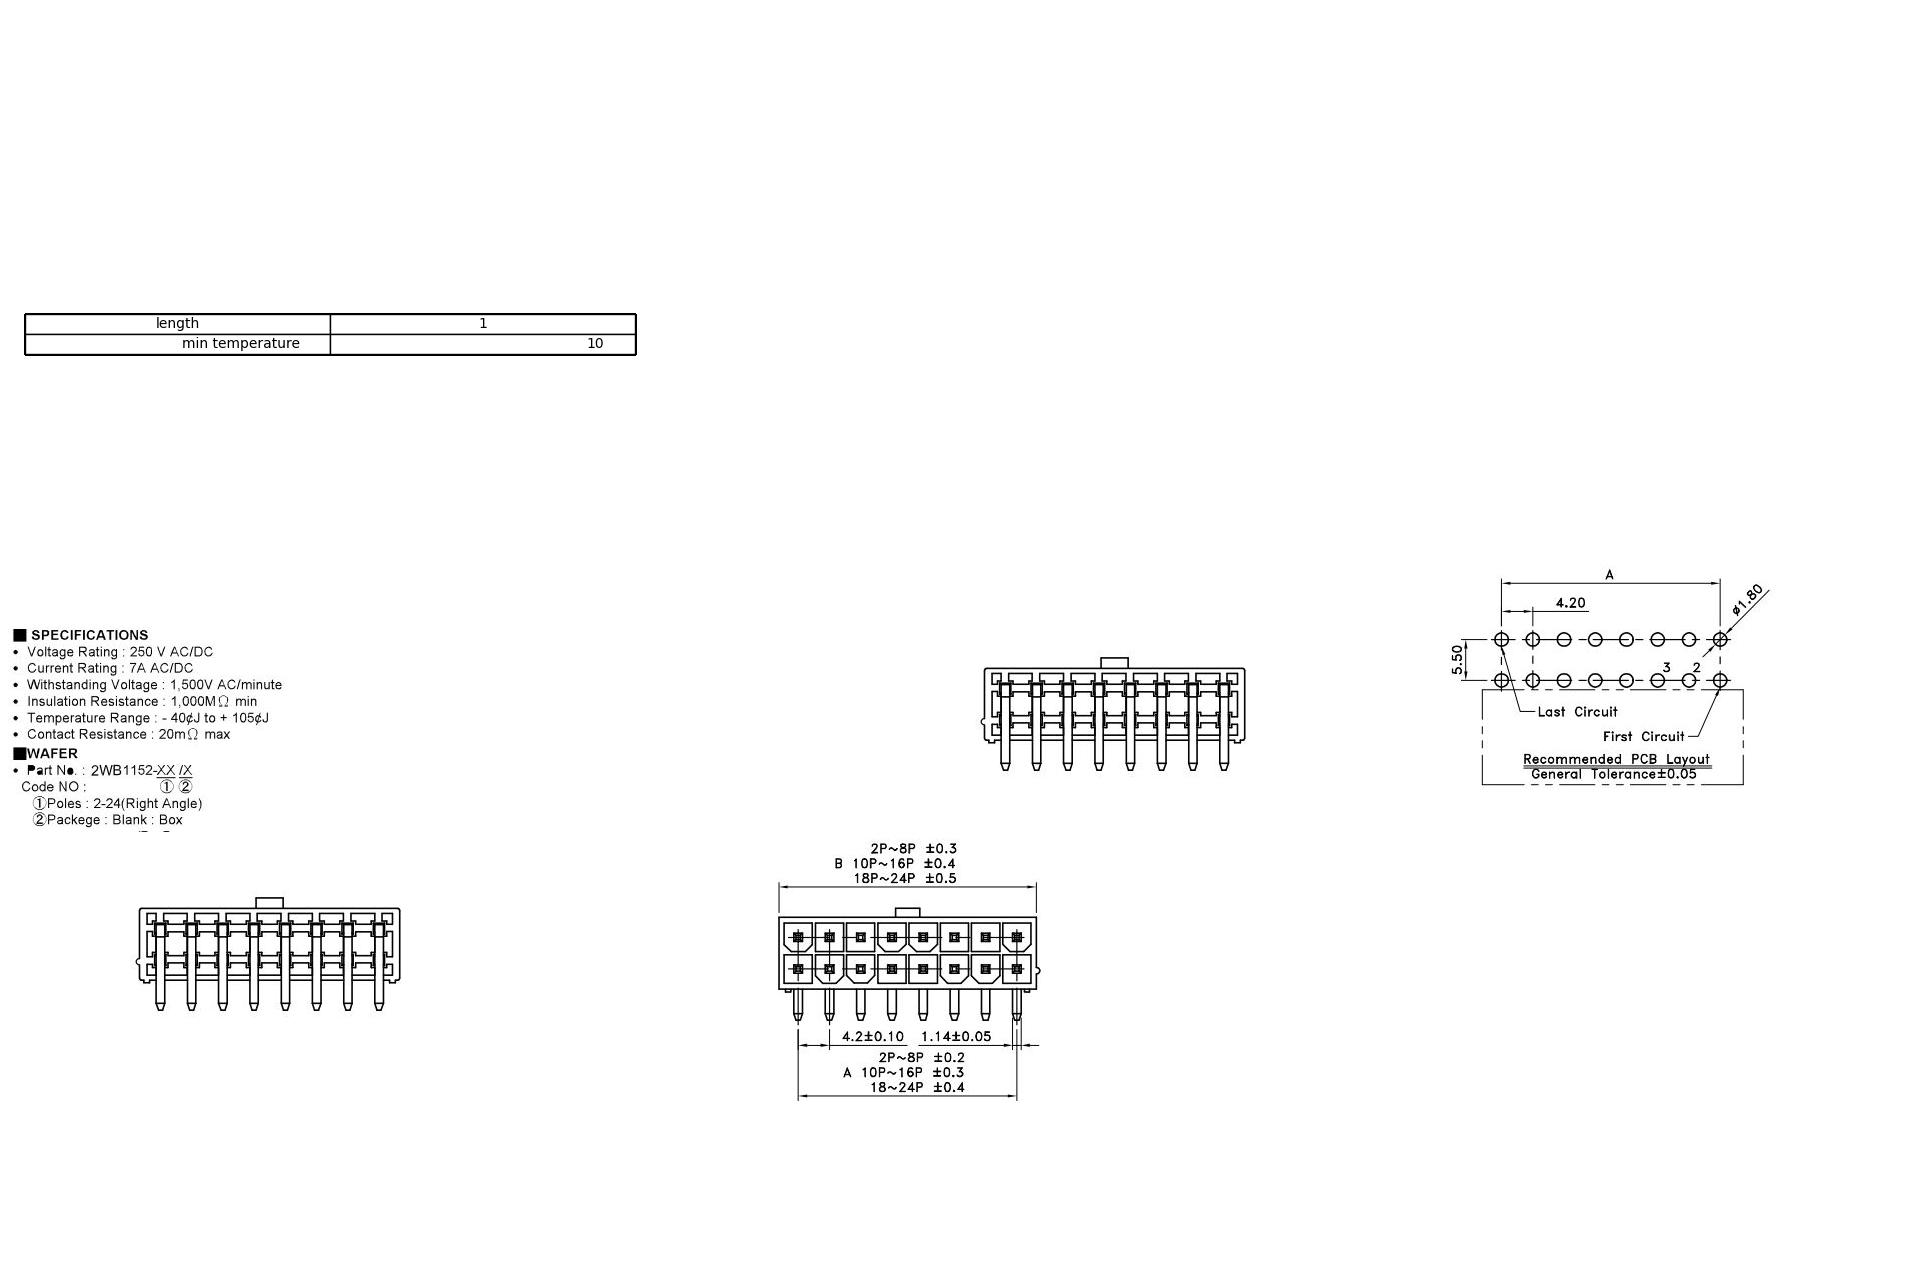 length 1
min temperature 10
■ SPECIFICATIONS
• Voltage Rating : 250 V AC/DC
• Current Rating : 7A AC/DC
• Withstanding Voltage : 1,500V AC/minute
• Insulation Resistance : 1,000MΩ min
• Temperature Range : - 40¢J to + 105¢J
• Contact Resistance : 20mΩ max
■WAFER
• Part No. : 2WB1152-XX /X
Code NO : ① ②
①Poles : 2-24(Right Angle)
②Packege : Blank : Box
A
4.20
ø1.80
5.50
3 2
Last Circuit
First Circuit
Recommended PCB Layout
General Tolerance±0.05
2P~8P ±0.3
B 10P~16P ±0.4
18P~24P ±0.5
4.2±0.10 1.14±0.05
2P~8P ±0.2
A 10P~16P ±0.3
18~24P ±0.4